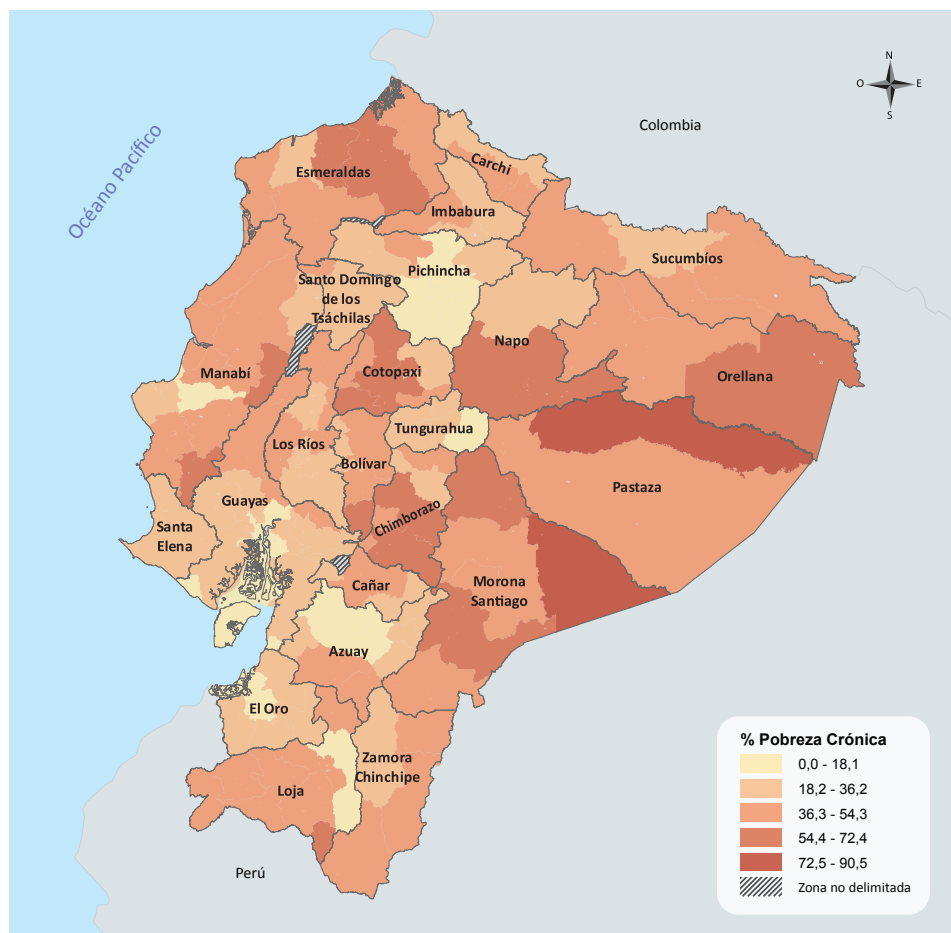 N
O
E
S
Colombia
Océano Pacífico
Carchi
Esmeraldas
Imbabura
Sucumbíos
Pichincha
Santo Domingo
de los
Tsáchilas
Napo
Manabí
Cotopaxi
Orellana
Tungurahua
Los Ríos
Bolívar
Pastaza
Guayas
Chimborazo
Santa
Elena
Cañar
Morona
Santiago
Azuay
El Oro
Zamora
Chinchipe
Loja
Perú
% Pobreza Crónica
0,0 - 18,1
18,2 - 36,2
36,3 - 54,3
54,4 - 72,4
72,5 - 90,5
Zona no delimitada